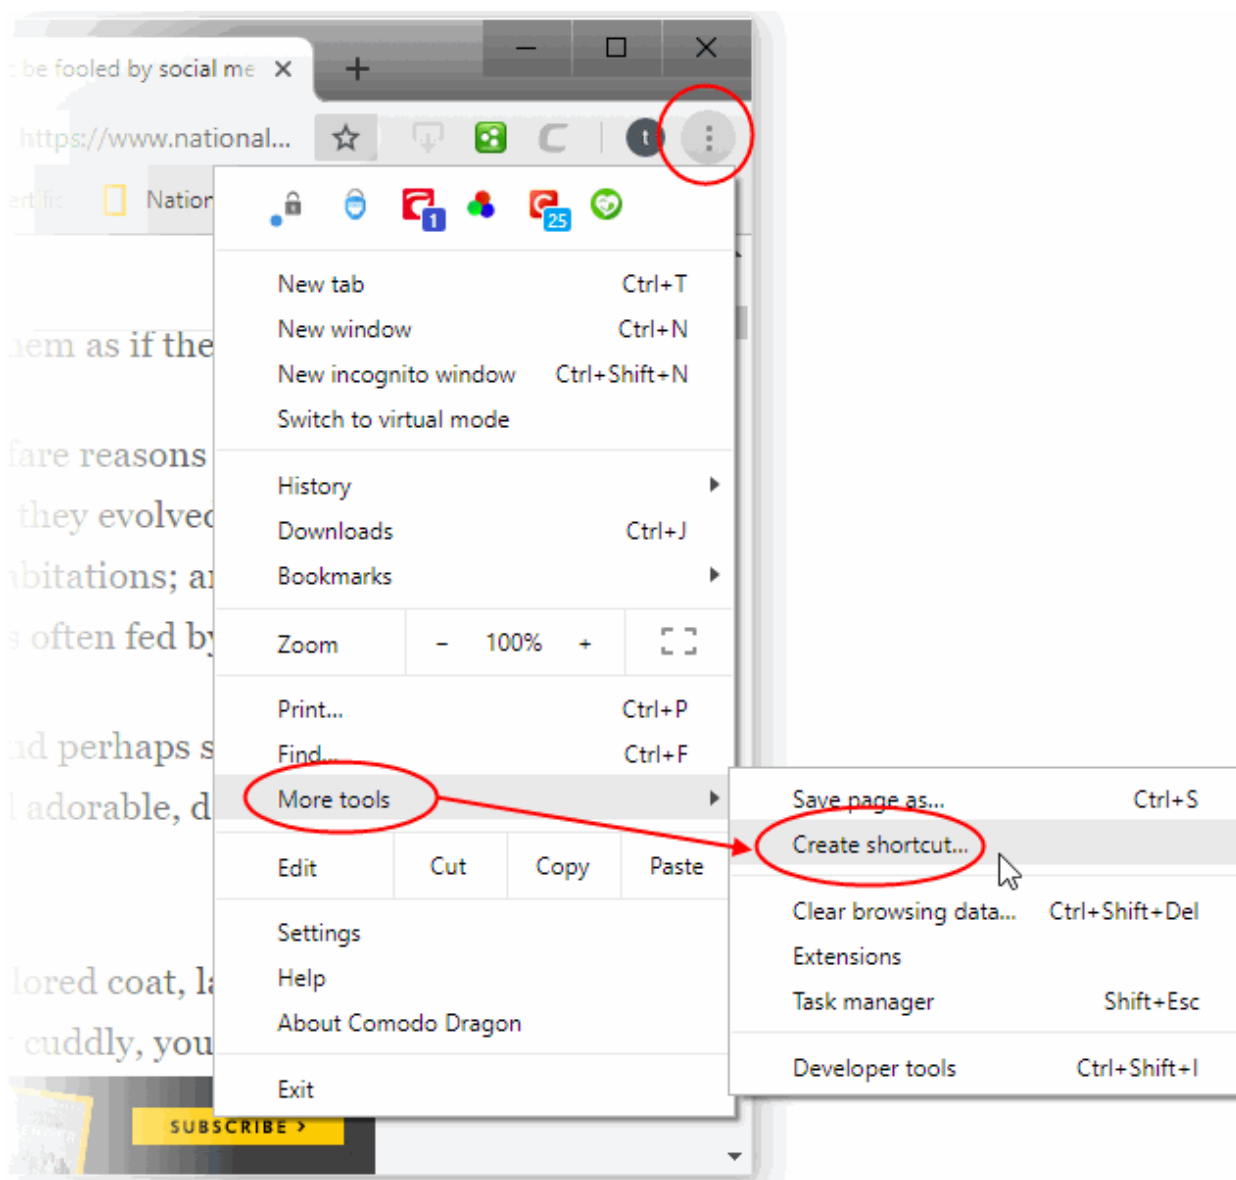 be fooled by social me
https://www.national...
t
Nation
1
25
New tab Ctrl+T
New window Ctrl+N
New incognito window Ctrl+Shift+N
Switch to virtual mode
History
Downloads Ctrl+J
Bookmarks
Zoom - 100% +
Print... Ctrl+P
Find... Ctrl+F
More tools
Edit Cut Copy Paste
Settings
Help
About Comodo Dragon
Exit
Save page as... Ctrl+S
Create shortcut...
Clear browsing data... Ctrl+Shift+Del
Extensions
Task manager Shift+Esc
Developer tools Ctrl+Shift+I
hem as if the
fare reasons
they evolved
abitations; a
s often fed by
nd perhaps s
l adorable, d
lored coat, la
cuddly, you
SUBSCRIBE >